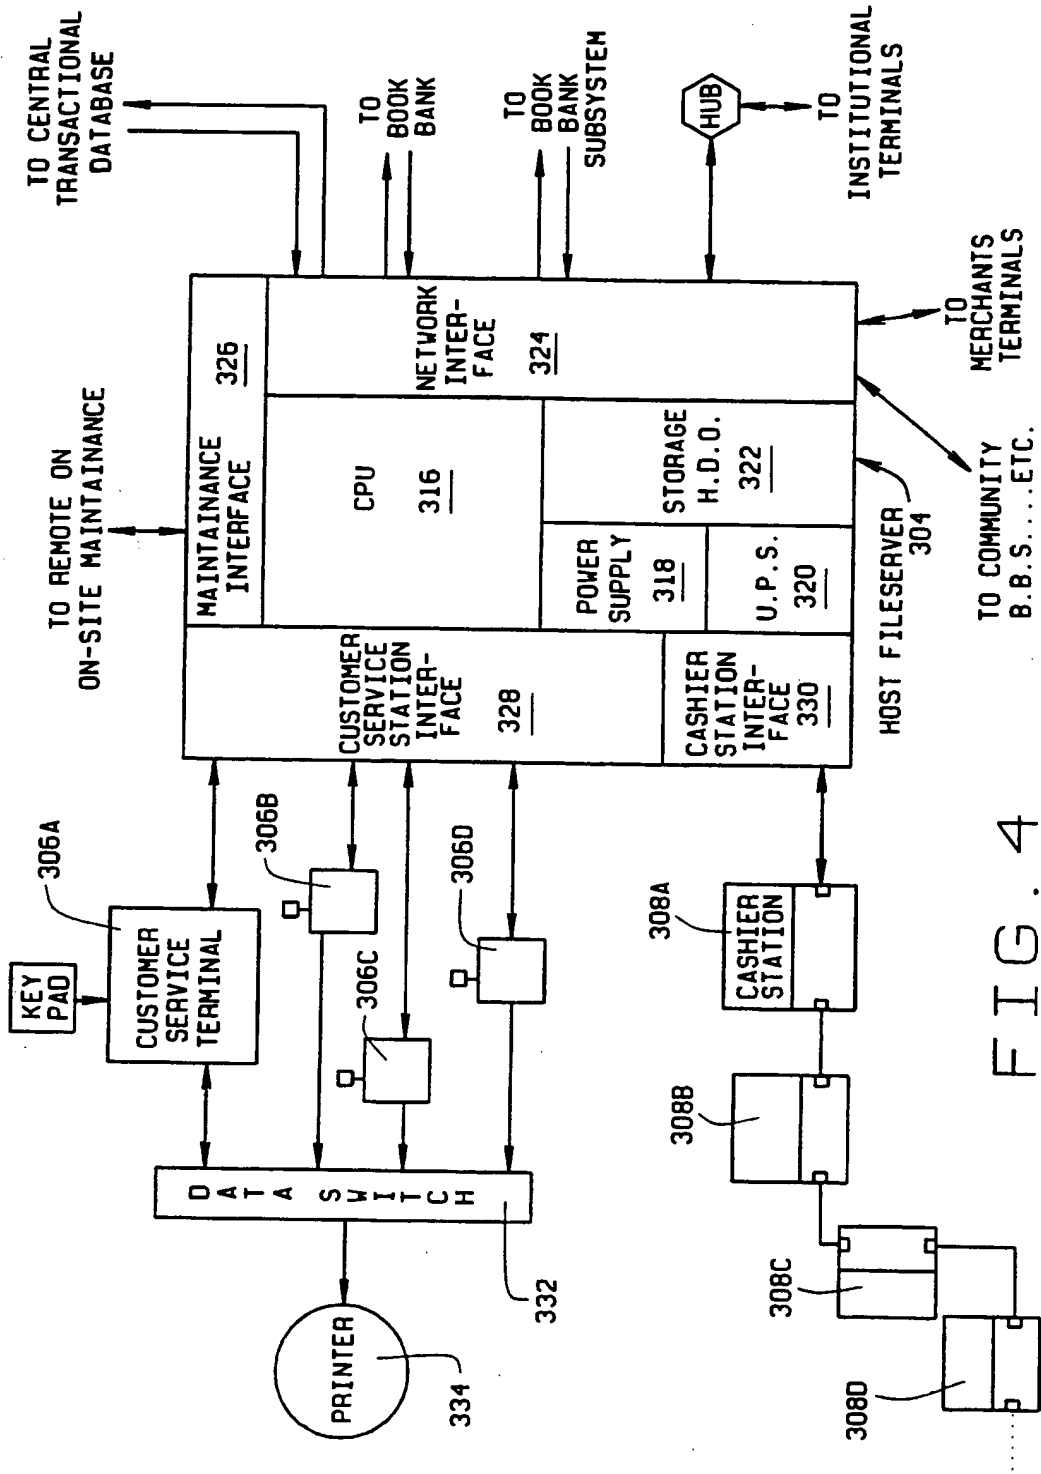 TO CENTRAL
TRANSACTIONAL
DATABASE
TO
BOOK
BANK
TO
BOOK
BANK
SUBSYSTEM
HUB
TO
INSTITUTIONAL
TERMINALS
TO REMOTE ON
ON-SITE MAINTAINANCE
MAINTAINANCE
INTERFACE
326
NETWORK
INTER-
FACE
324
CPU
316
STORAGE
H.D.O.
322
POWER
SUPPLY
318
U.P.S.
320
CUSTOMER
SERVICE
STATION
INTER-
FACE
328
CASHIER
STATION
INTER-
FACE
330
HOST FILESERVER
304
TO
MERCHANTS
TERMINALS
TO COMMUNITY
B.B.S....ETC.
306A
KEY
PAD
CUSTOMER
SERVICE
TERMINAL
306B
306C
306D
DATA SWITCH
332
PRINTER
334
308A
CASHIER
STATION
308B
308C
308D
FIG. 4